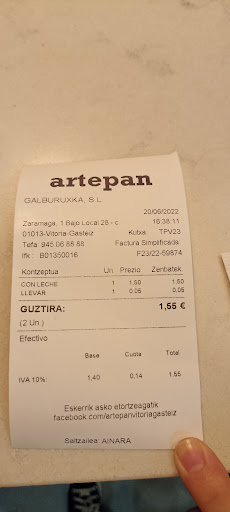 artepan
GALBURUXKA, S.L.
20/06/2022
Zaramaga, 1 Bajo Local 28 - c 16:38:11
01013-Vitoria-Gasteiz Kutxa: TPV23
Tefa: 945 06 88 88 Factura Simplificada:
Ifk: B01350016 F23/22-59874
Kontzeptua Un. Prezio Zenbatek.
CON LECHE 1 1,50 1,50
LLEVAR 1 0,05 0,05
GUZTIRA: 1,55 €
(2 Un.)
Efectivo
Base Cuota Total
IVA 10% 1,40 0,14 1,55
Eskerrik asko etortzeagatik
facebook.com/artepanvitoriagasteiz
Saltzailea: AINARA